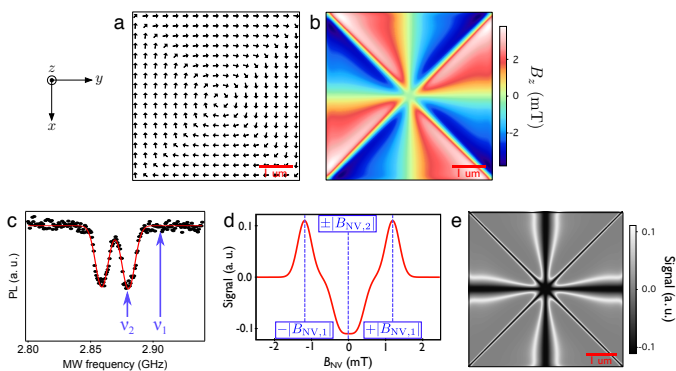 a
b
z
y
x
1 um
1 um
2
0
-2
B_z (mT)
c
d
e
PL (a. u.)
ν₂
ν₁
2.80
2.85
2.90
MW frequency (GHz)
Signal (a. u.)
0.1
0.0
-0.1
±|B_NV,2|
−|B_NV,1|
+|B_NV,1|
-2
-1
0
1
2
B_NV (mT)
1 um
0.1
0.0
-0.1
Signal (a.u)